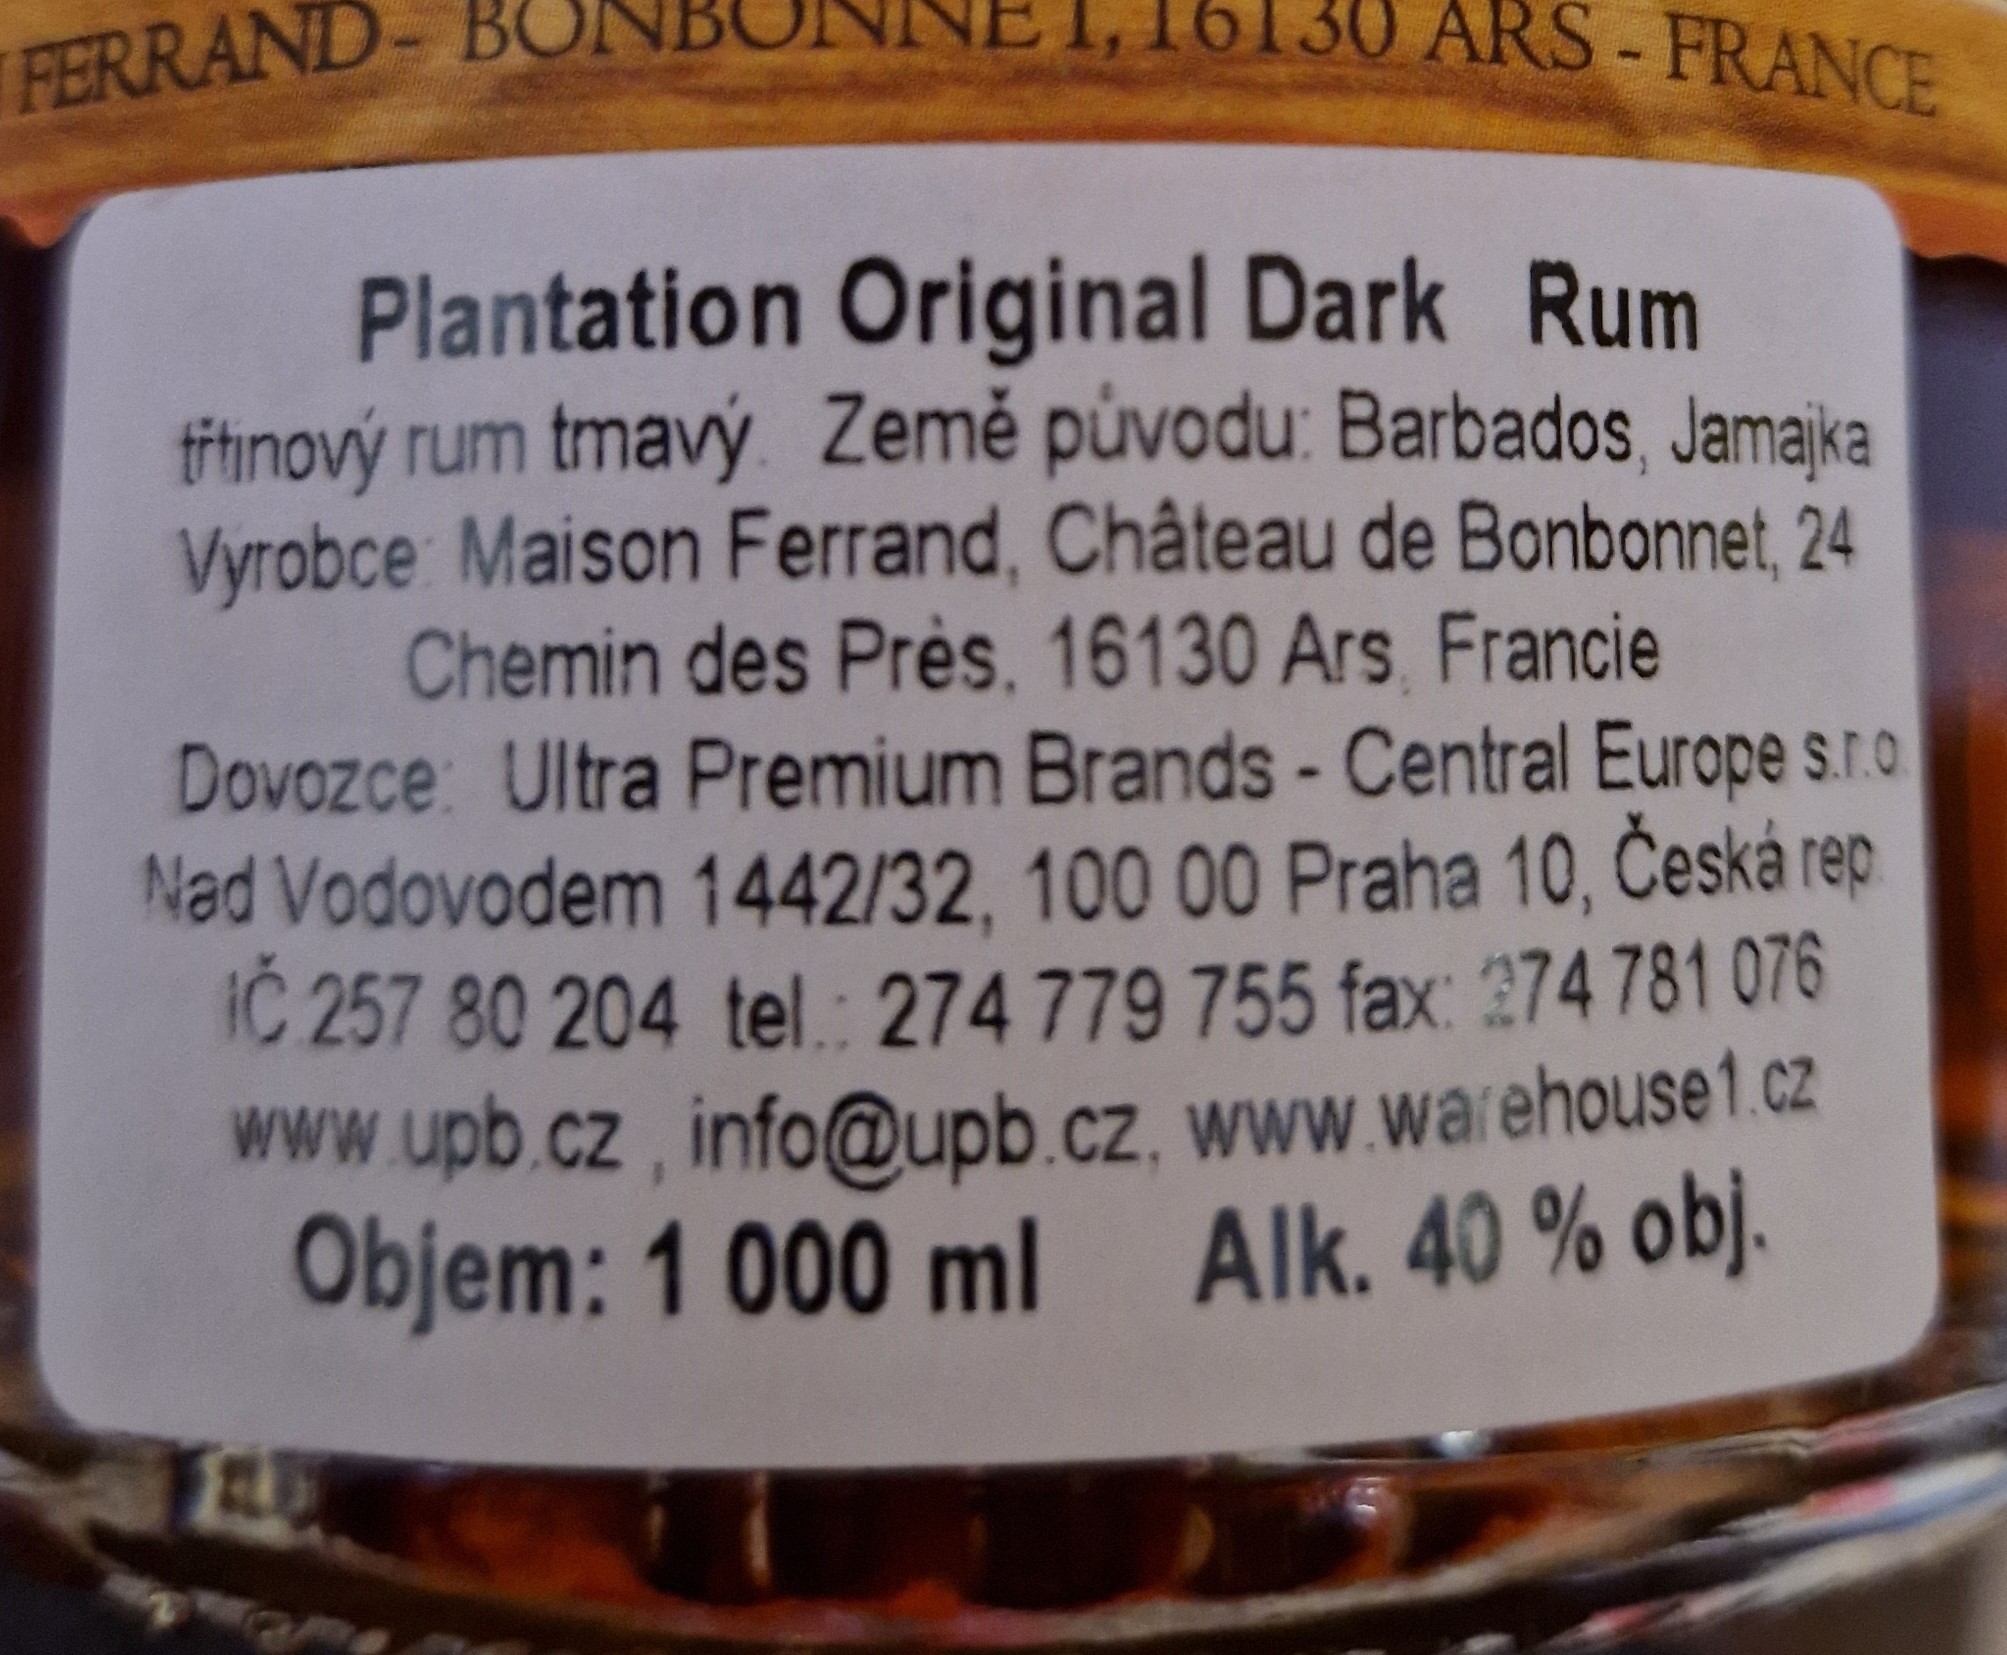 FERRAND - BONBONNET, 16130 ARS - FRANCE
Plantation Original Dark Rum
třtinový rum tmavý. Země původu: Barbados, Jamajka
Vyrobce: Maison Ferrand, Château de Bonbonnet, 24
Chemin des Près, 16130 Ars, Francie
Dovozce: Ultra Premium Brands - Central Europe s.r.o.
Nad Vodovodem 1442/32, 100 00 Praha 10, Česká rep.
IČ.257 80 204 tel.: 274 779 755 fax: 274 781 076
www.upb.cz , info@upb.cz, www.warehouse1.cz
Objem: 1 000 ml Alk. 40 % obj.